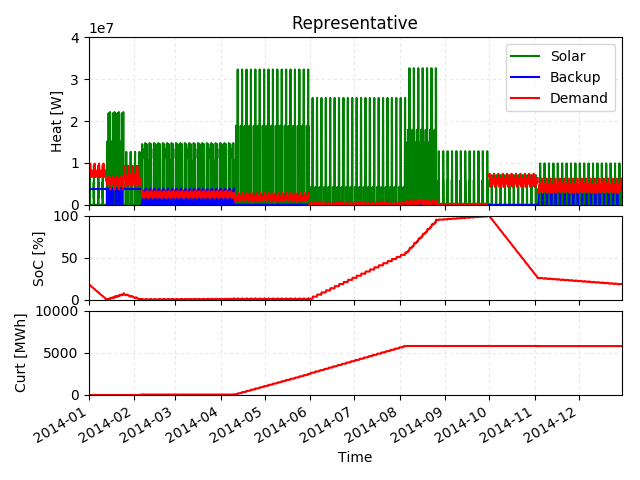 Representative
1e7
4
3
2
1
0
Heat [W]
Solar
Backup
Demand
100
50
0
SoC [%]
10000
5000
0
Curt [MWh]
2014-01
2014-02
2014-03
2014-04
2014-05
2014-06
2014-07
2014-08
2014-09
2014-10
2014-11
2014-12
Time